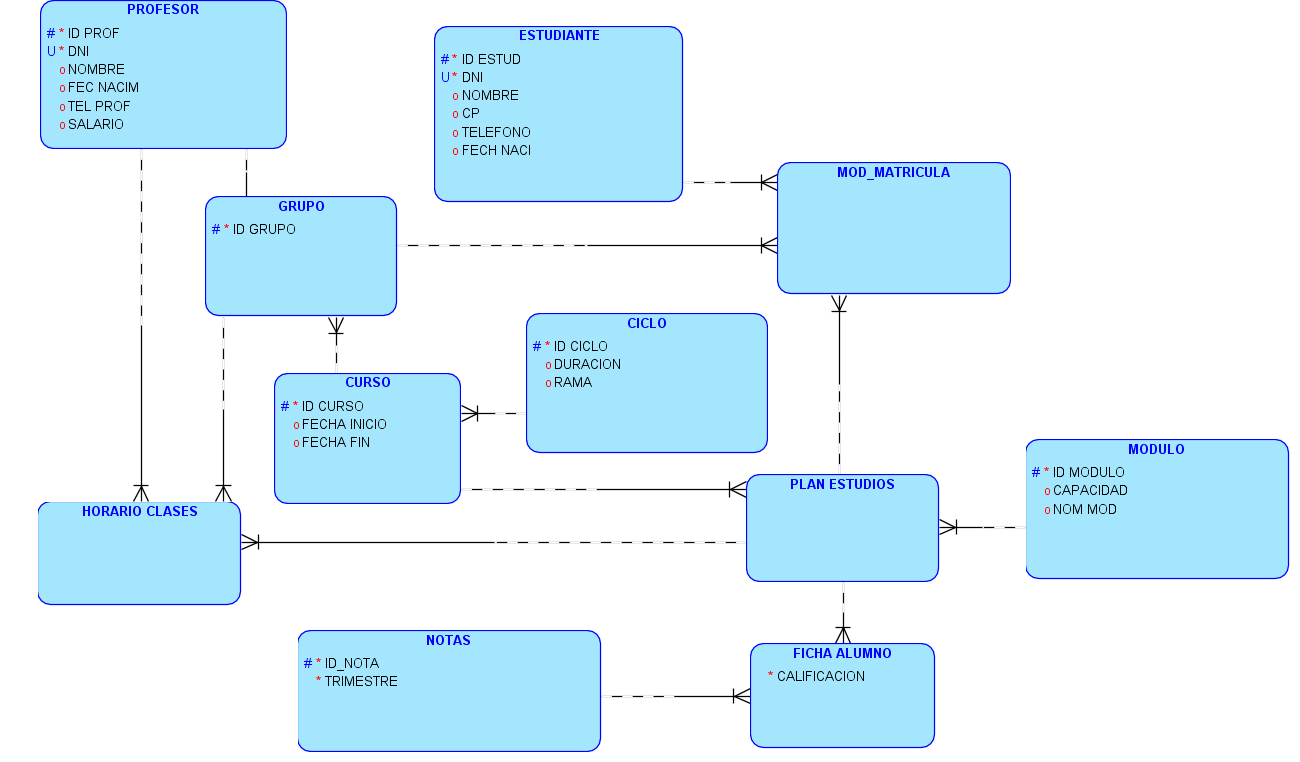 PROFESOR
# * ID PROF
U * DNI
o NOMBRE
o FEC NACIM
o TEL PROF
o SALARIO
ESTUDIANTE
# * ID ESTUD
U * DNI
o NOMBRE
o CP
o TELEFONO
o FECH NACI
MOD_MATRICULA
GRUPO
# * ID GRUPO
CICLO
# * ID CICLO
o DURACION
o RAMA
CURSO
# * ID CURSO
o FECHA INICIO
o FECHA FIN
MODULO
# * ID MODULO
o CAPACIDAD
o NOM MOD
PLAN ESTUDIOS
HORARIO CLASES
NOTAS
# * ID_NOTA
* TRIMESTRE
FICHA ALUMNO
* CALIFICACION